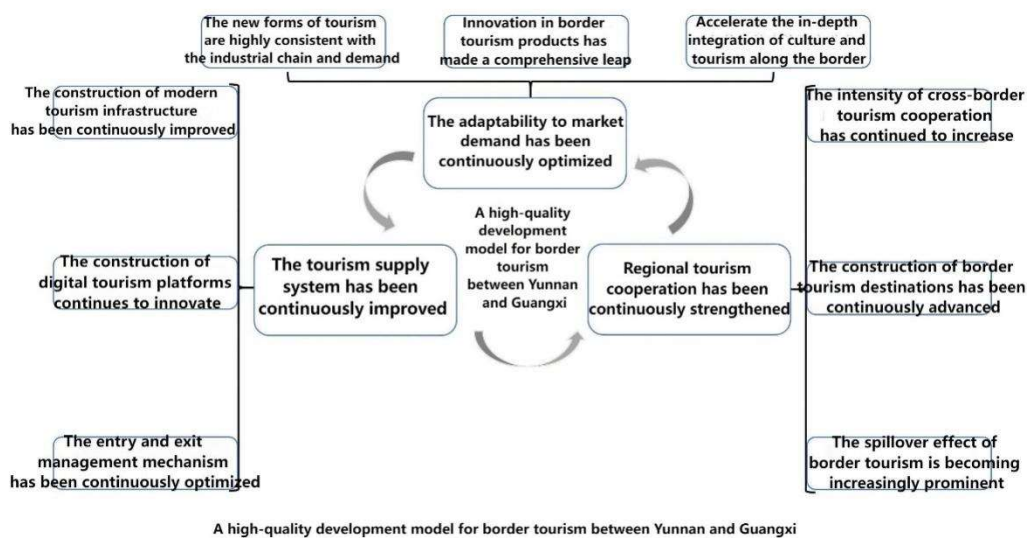 The new forms of tourism
are highly consistent with
the industrial chain and demand
Innovation in border
tourism products has
made a comprehensive leap
Accelerate the in-depth
integration of culture and
tourism along the border
The construction of modern
tourism infrastructure
has been continuously improved
The adaptability to market
demand has been
continuously optimized
The intensity of cross-border
tourism cooperation
has continued to increase
The construction of
digital tourism platforms
continues to innovate
The tourism supply
system has been
continuously improved
A high-quality
development
model for border
tourism
between Yunnan
and Guangxi
Regional tourism
cooperation has been
continuously strengthened
The construction of border
tourism destinations has been
continuously advanced
The entry and exit
management mechanism
has been continuously optimized
The spillover effect of
border tourism is becoming
increasingly prominent
A high-quality development model for border tourism between Yunnan and Guangxi